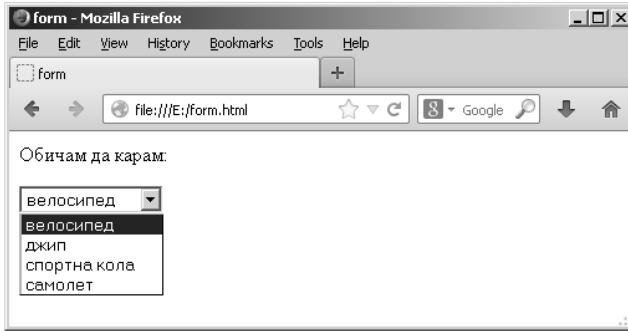 form - Mozilla Firefox
File Edit View History Bookmarks Tools Help
form +
file:///E:/form.html 8 Google
Обичам да карам:
велосипед
велосипед
джип
спортна кола
самолет